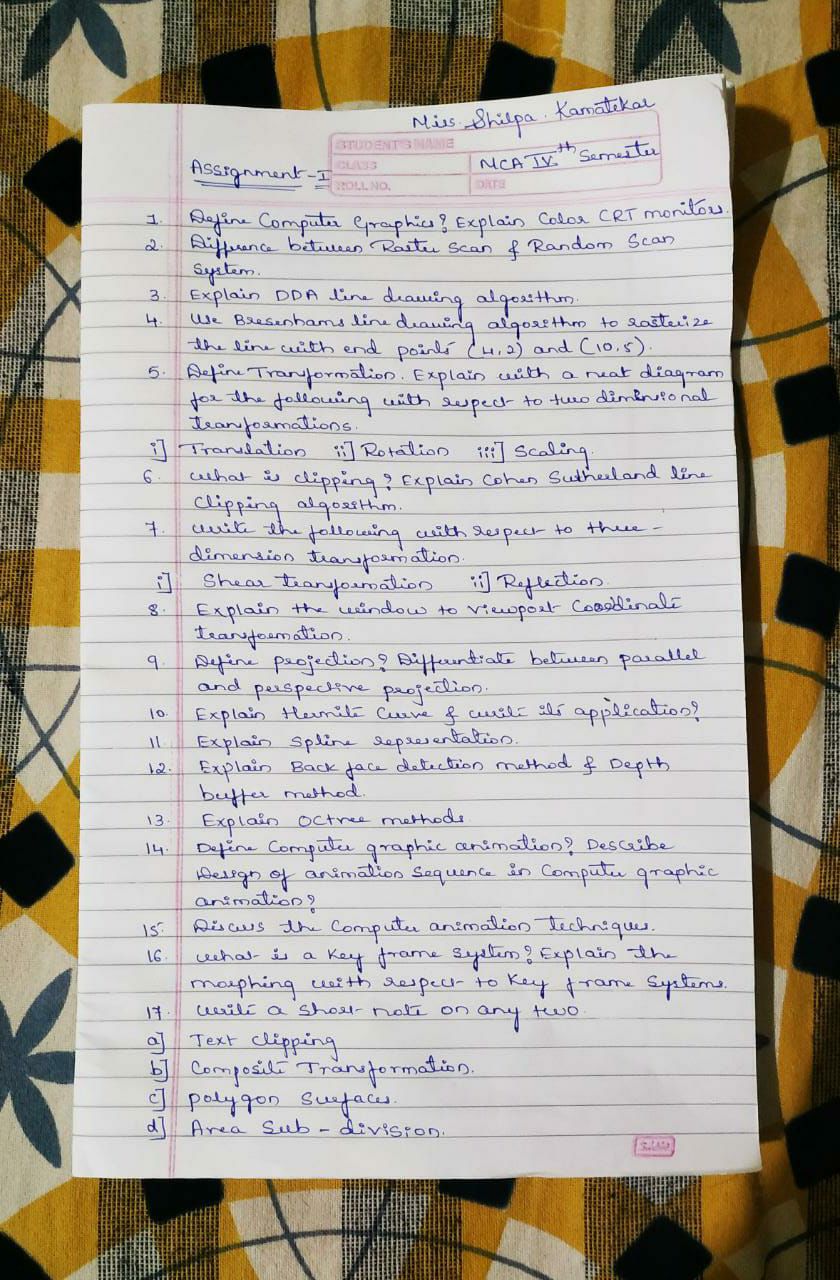 Miss. Shilpa. Kamatekar
STUDENT'S NAME
Assignment - I
CLASS
MCA IV th Semester
ROLL NO.
DATE
1. Define Computer Graphics? Explain Color CRT monitors.
2. Diffrence between Raster Scan & Random Scan
System.
3. Explain DDA line drawing algorithm.
4. Use Bresenhams line drawing algorithm to rasterize
the line with end points (4,2) and (10,5).
5. Define Transformation. Explain with a neat diagram
for the following with respect to two dimensional
transformations.
i] Translation ii] Rotation iii] Scaling.
6. what is clipping? Explain Cohen Sutherland line
Clipping algorithm.
7. write the following with respect to three -
dimension transformation.
i] Shear transformation ii] Reflection.
8. Explain the window to viewport Coordinate
transformation.
9. Define projection? Differentiate between parallel
and perspective projection.
10. Explain Hermite Curve & write its application?
11. Explain Spline representation.
12. Explain Back face detection method & Depth
buffer method.
13. Explain Octree methods.
14. Define Computer graphic animation? Describe
Design of animation Sequence in Computer graphic
animation?
15. Discuss the Computer animation Techniques.
16. what is a Key frame System? Explain the
morphing with respect to Key frame Systems.
17. write a short note on any two.
a] Text clipping
b] Composite Transformation.
c] polygon Surfaces.
d] Area Sub - division.